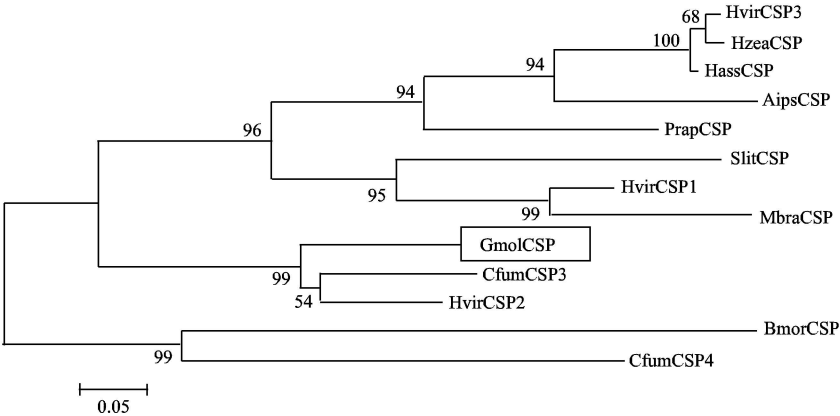 HvirCSP3
68
HzeaCSP
100
HassCSP
94
AipsCSP
94
PrapCSP
96
SlitCSP
95
HvirCSP1
99
MbraCSP
GmolCSP
99
CfumCSP3
54
HvirCSP2
BmorCSP
99
CfumCSP4
0.05